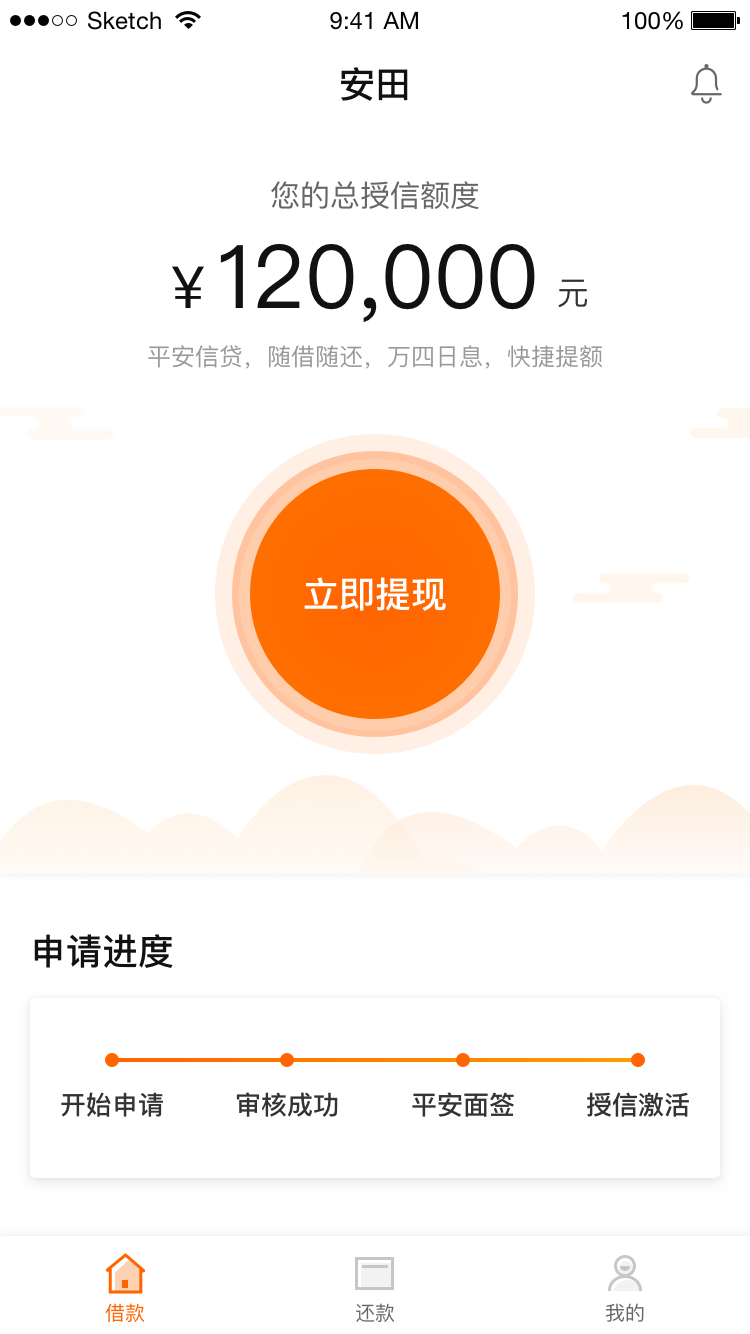 Sketch 9:41 AM 100%
安田
您的总授信额度
¥120,000 元
平安信贷，随借随还，万四日息，快捷提额
立即提现
申请进度
开始申请 审核成功 平安面签 授信激活
借款 还款 我的